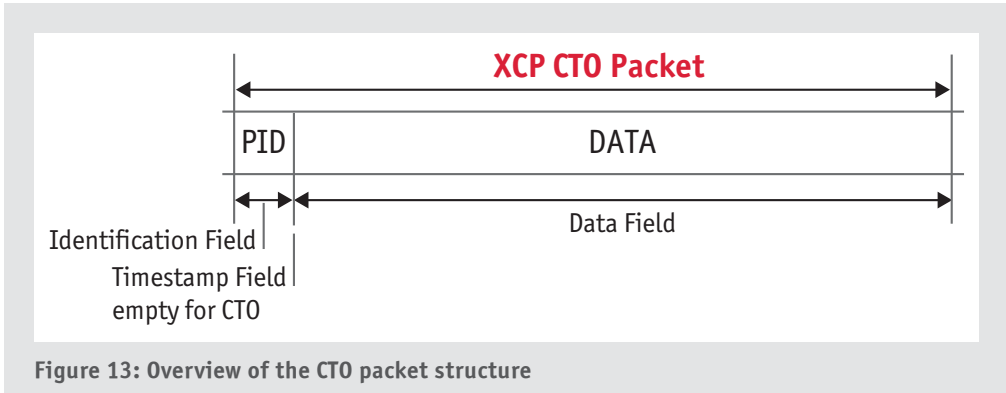 XCP CTO Packet
PID
DATA
Identification Field
Data Field
Timestamp Field
empty for CTO
Figure 13: Overview of the CTO packet structure